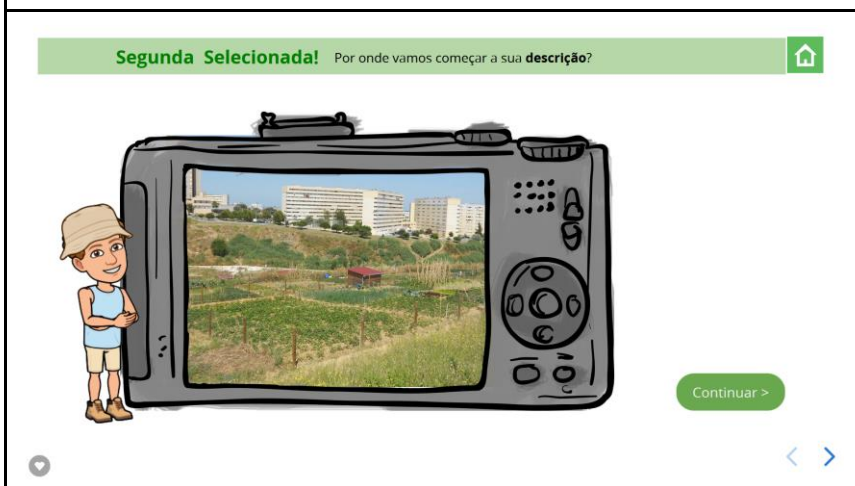 Segunda Selecionada! Por onde vamos começar a sua descrição?
Continuar >